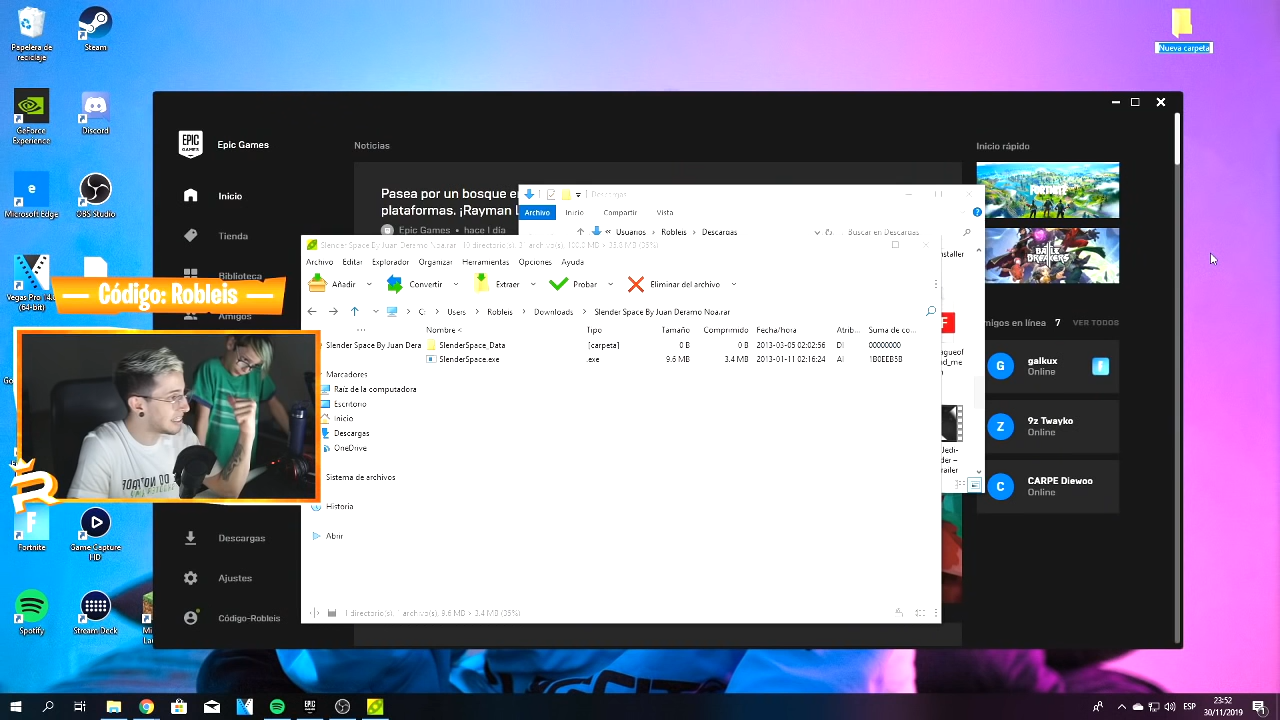 Papelera de
reciclaje
Steam
Nueva carpeta
GeForce
Experience
Discord
Microsoft Edge
OBS Studio
Vegas Pro
(64-bit)
Código: Robleis
Fortnite
Game Capture
HD
Spotify
Stream Deck
EPIC
GAMES
Epic Games
Inicio
Tienda
Biblioteca
Amigos
Descargas
Ajustes
Código-Robleis
Noticias
Pasea por un bosque e
plataformas. ¡Rayman
Epic Games • hace 1 día
Inicio rápido
BREAKERS
migos en línea 7
VER TODOS
G
galkux
Online
Z
9z Twayko
Online
C
CARPE Diewoo
Online
Descargas
Archivo
Inicio
Compartir
Vista
Usuarios > Robleis > Descargas
Buscar en Descargas
nstaller
Slender Space By Juan Deramo Noa.rar
Archivo Editar Explorador Organizar Herramientas Opciones Ayuda
Añadir
Convertir
Extraer
Probar
Eliminar del archivo
C: > Users > Robleis > Downloads > Slender Space By Juan Deramo Noa.rar
Nombre <
Tipo
Tamaño
Comprimido
Fecha/hora
Atrib...
Suma de co...
Slender Space By Juan Dera
SlenderSpace_Data
[carpeta]
0 B
0 B
2013-03-05 02:02:56
00000000
SlenderSpace.exe
.exe
9.6 MB
3.4 MB
2013-01-11 02:16:24
Marcadores
Raíz de la computadora
Escritorio
Inicio
Descargas
OneDrive
Sistema de archivos
Historia
Abrir
ESP
23:52
30/11/2019